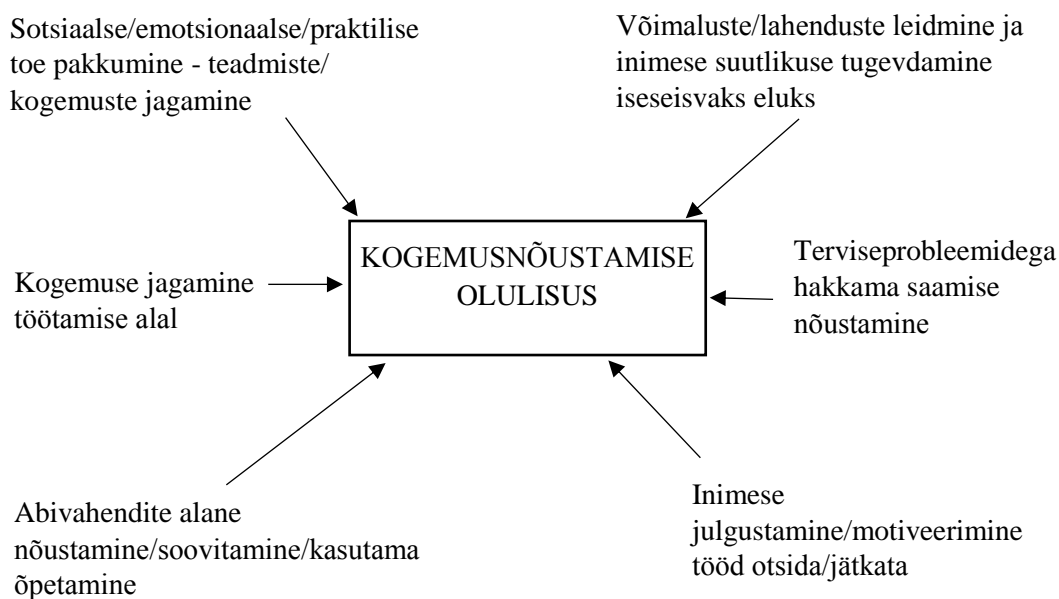 Sotsiaalse/emotsionaalse/praktilise
toe pakkumine - teadmiste/
kogemuste jagamine
Võimaluste/lahenduste leidmine ja
inimese suutlikuse tugevdamine
iseseisvaks eluks
KOGEMUSNÕUSTAMISE
OLULISUS
Kogemuse jagamine
töötamise alal
Terviseprobleemidega
hakkama saamise
nõustamine
Abivahendite alane
nõustamine/soovitamine/kasutama
õpetamine
Inimese
julgustamine/motiveerimine
tööd otsida/jätkata